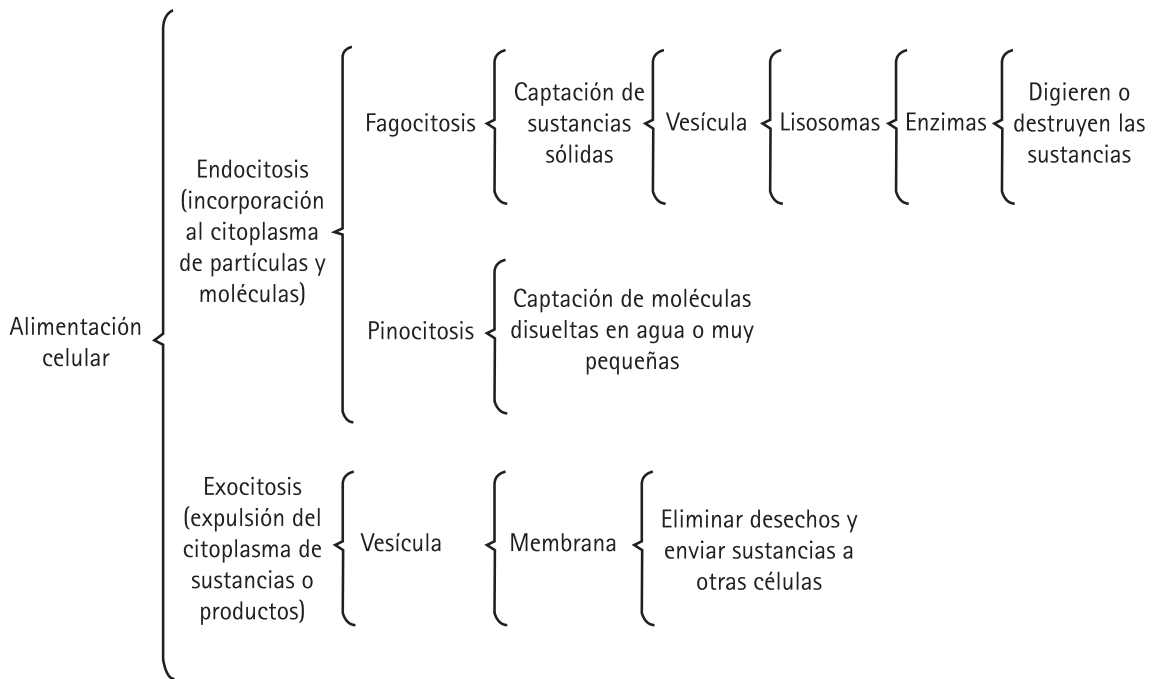 Alimentación
celular
Endocitosis
(incorporación
al citoplasma
de partículas y
moléculas)
Fagocitosis
Captación de
sustancias
sólidas
Vesícula
Lisosomas
Enzimas
Digieren o
destruyen las
sustancias
Pinocitosis
Captación de moléculas
disueltas en agua o muy
pequeñas
Exocitosis
(expulsión del
citoplasma de
sustancias o
productos)
Vesícula
Membrana
Eliminar desechos y
enviar sustancias a
otras células